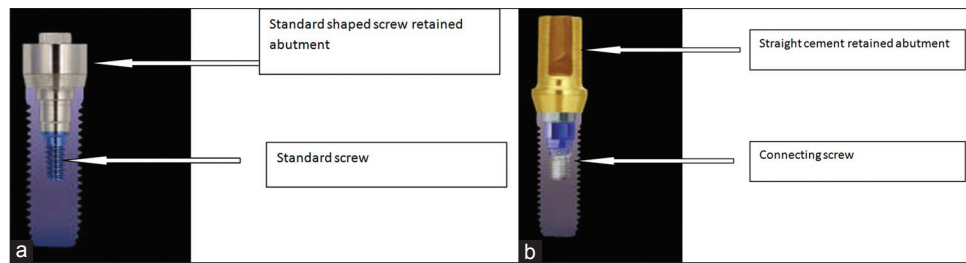 Standard shaped screw retained
abutment
Standard screw
a
Straight cement retained abutment
Connecting screw
b